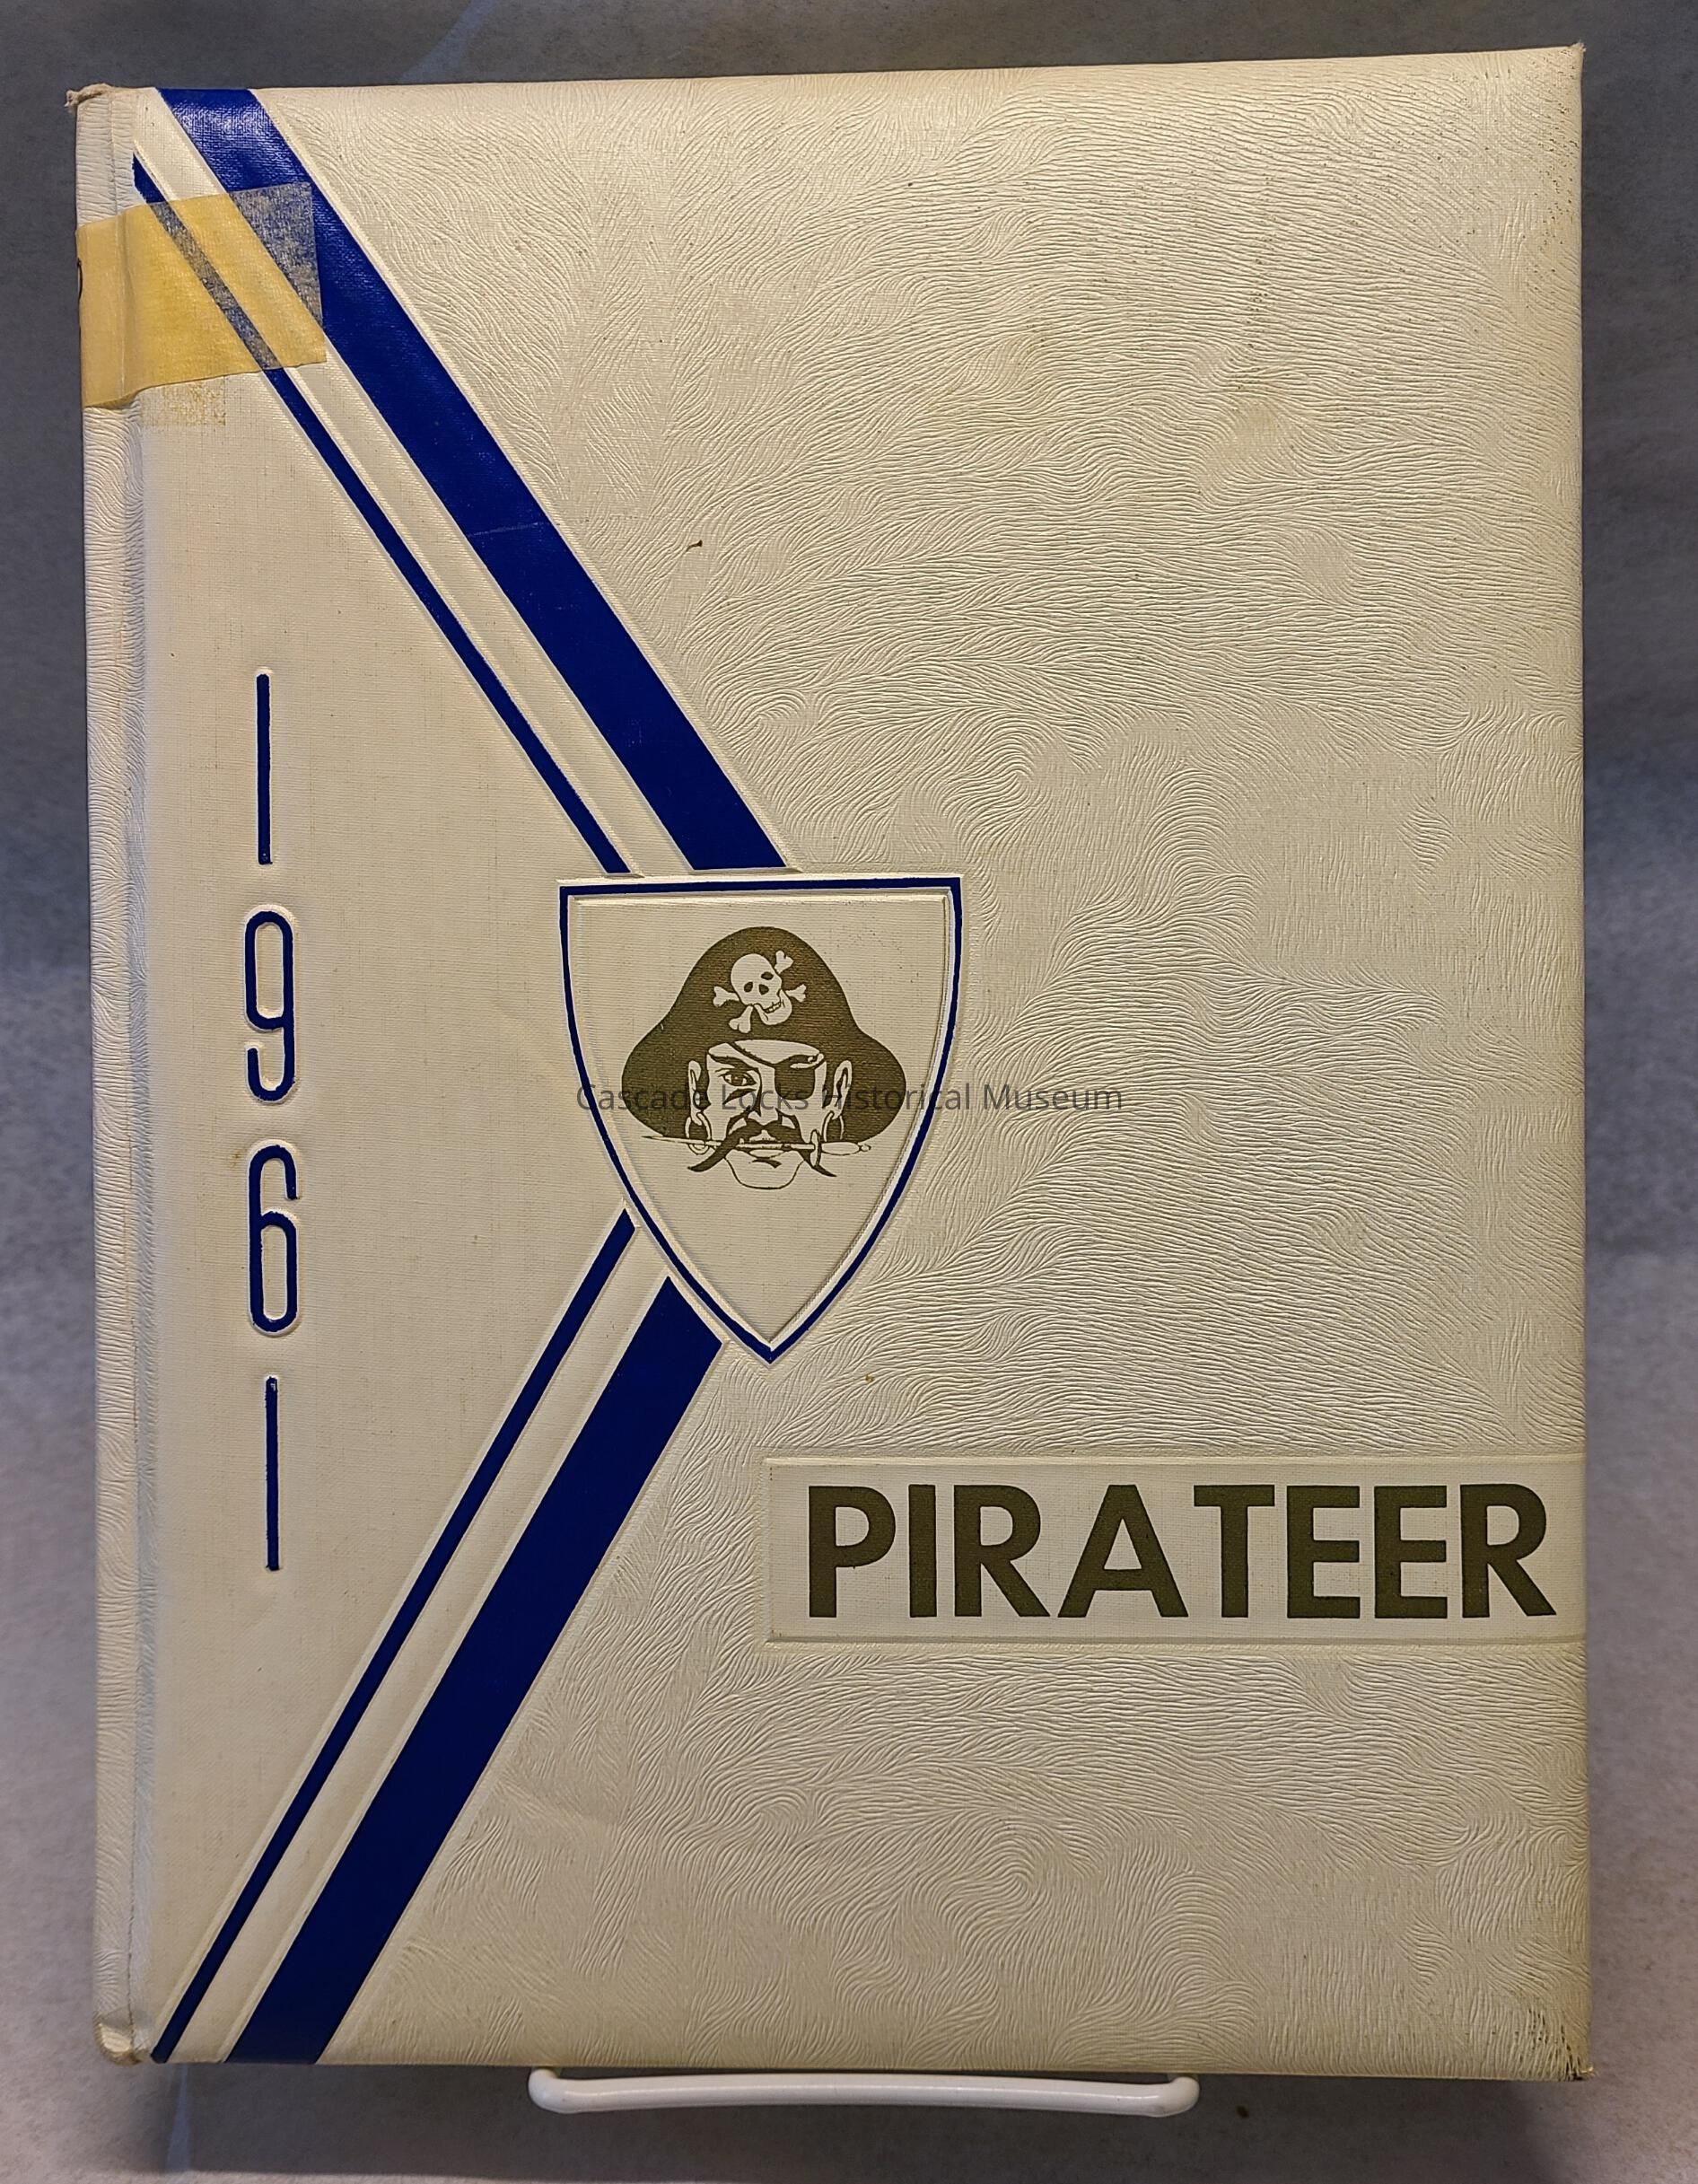 1961
Cascade Locks Historical Museum
PIRATEER